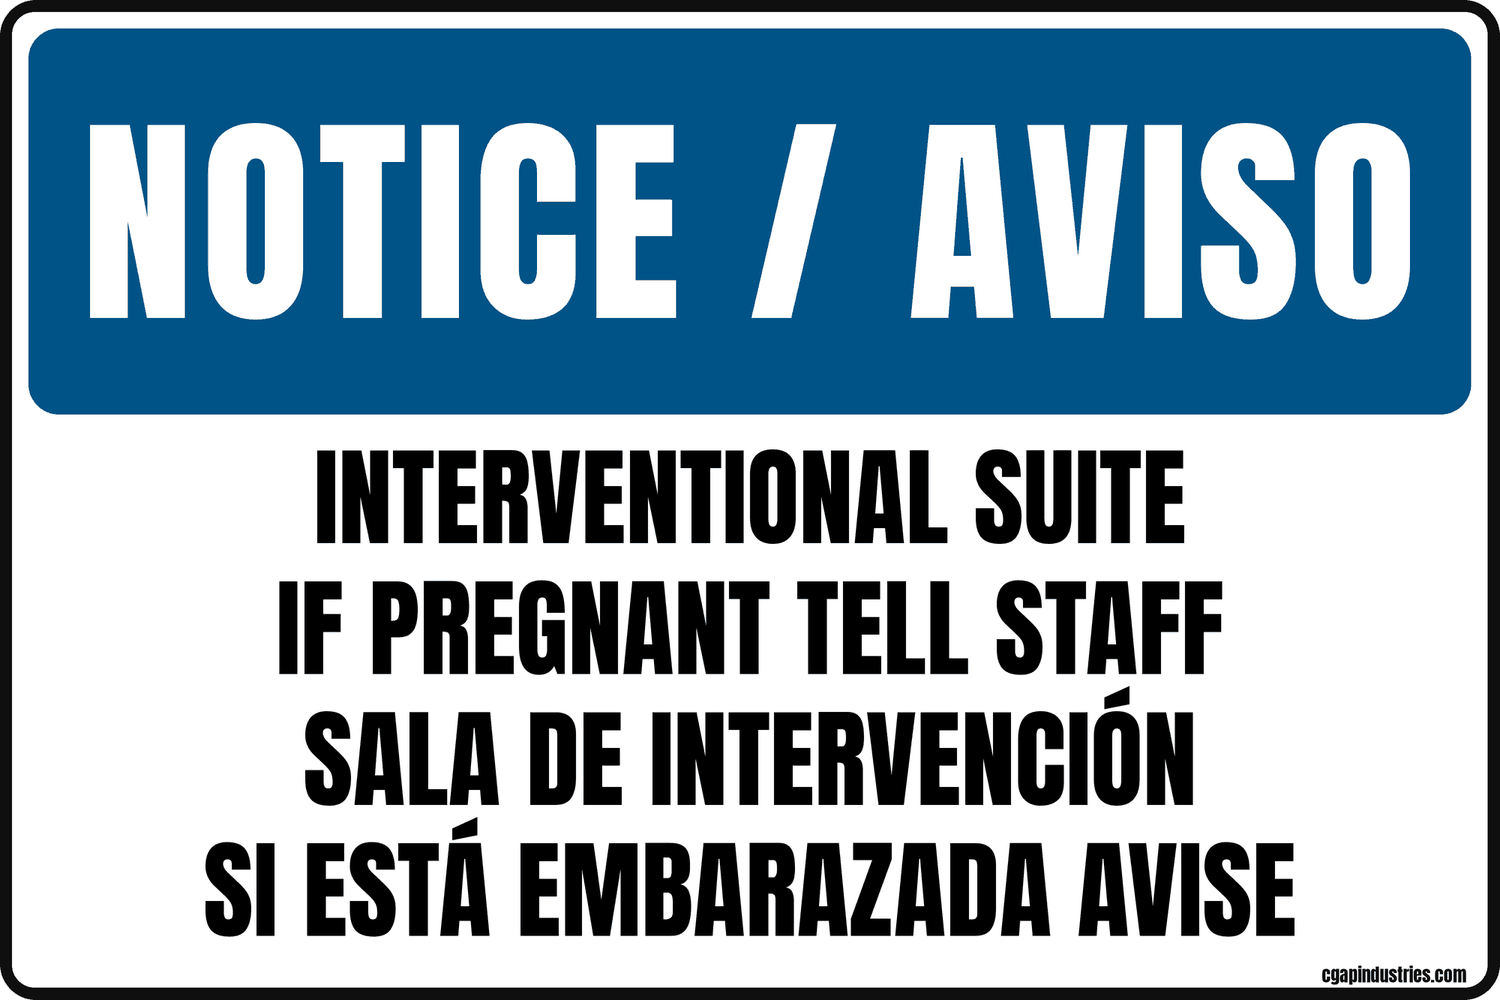 NOTICE / AVISO
INTERVENTIONAL SUITE
IF PREGNANT TELL STAFF
SALA DE INTERVENCIÓN
SI ESTÁ EMBARAZADA AVISE
cgapindustries.com